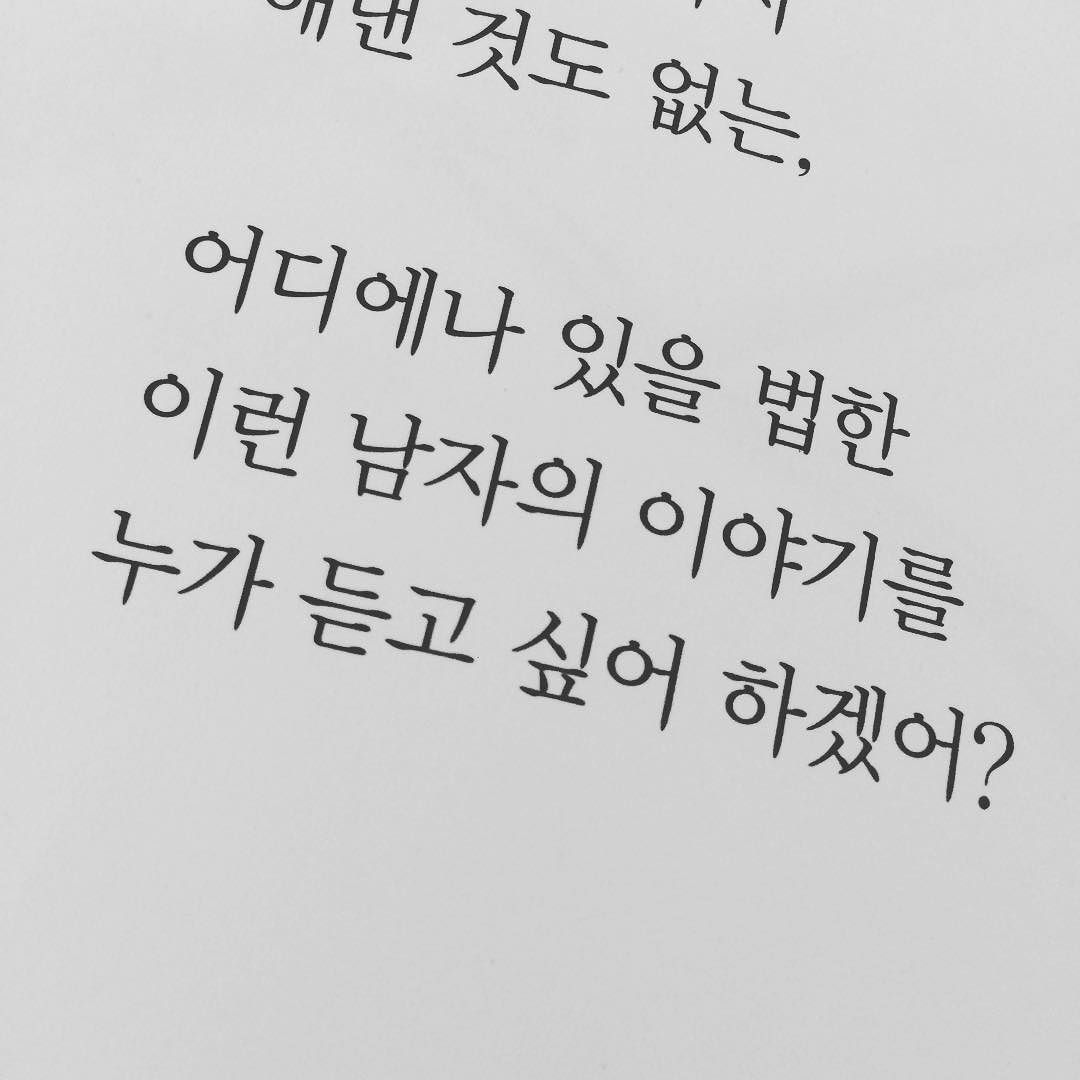 해낸 것도 없는,
어디에나 있을 법한
이런 남자의 이야기를
누가 듣고 싶어 하겠어?